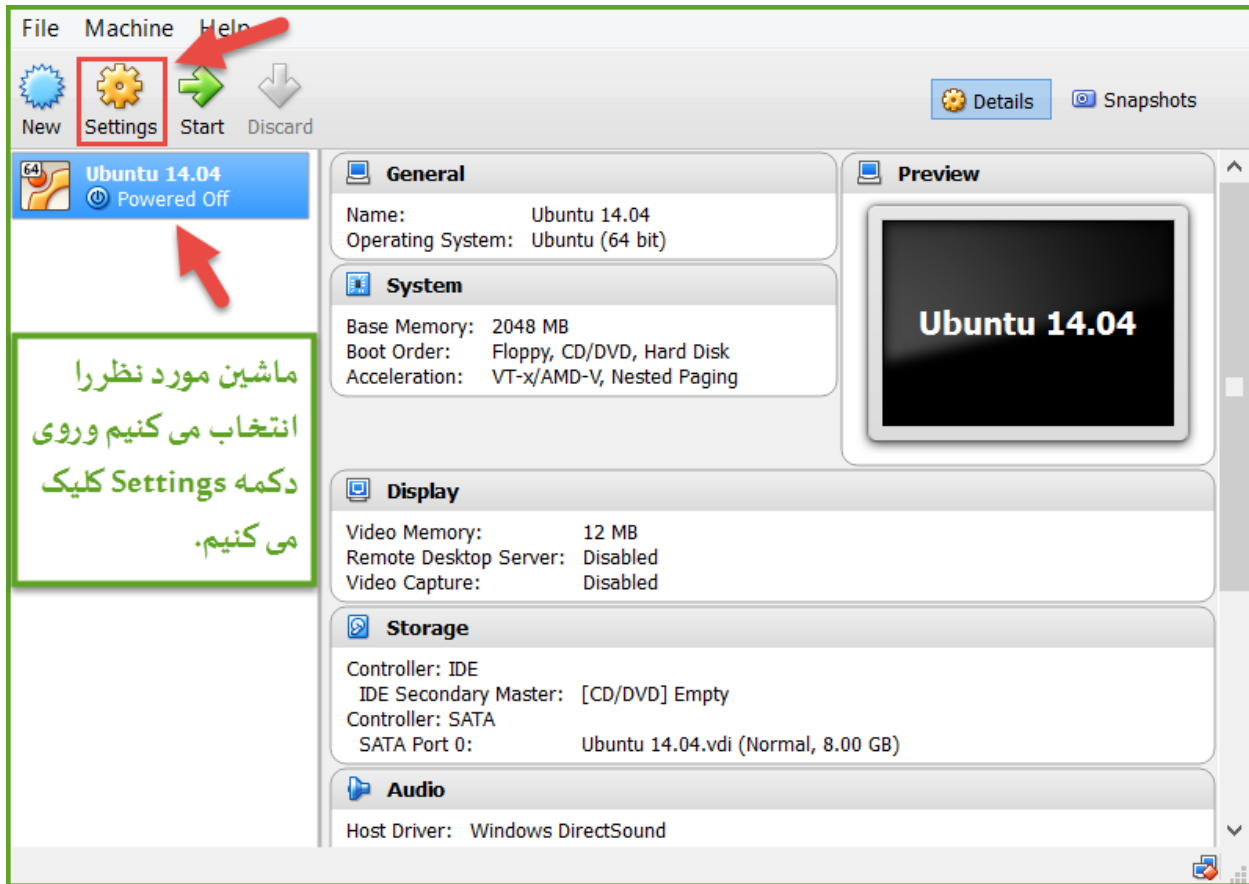 File Machine Help
New Settings Start Discard
Details Snapshots
64
Ubuntu 14.04
Powered Off
ماشین مورد نظر را
انتخاب می کنیم وروی
دکمه Settings کلیک
می کنیم.
General
Name: Ubuntu 14.04
Operating System: Ubuntu (64 bit)
System
Base Memory: 2048 MB
Boot Order: Floppy, CD/DVD, Hard Disk
Acceleration: VT-x/AMD-V, Nested Paging
Preview
Ubuntu 14.04
Display
Video Memory: 12 MB
Remote Desktop Server: Disabled
Video Capture: Disabled
Storage
Controller: IDE
IDE Secondary Master: [CD/DVD] Empty
Controller: SATA
SATA Port 0: Ubuntu 14.04.vdi (Normal, 8.00 GB)
Audio
Host Driver: Windows DirectSound